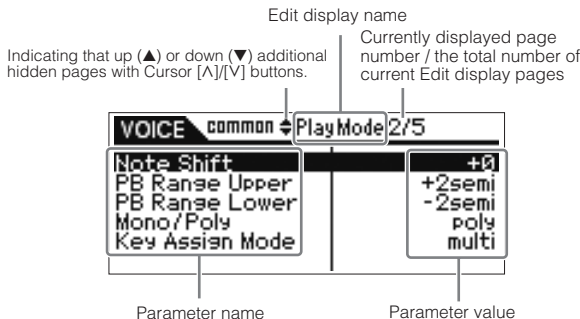 Edit display name
Indicating that up (▲) or down (▼) additional
hidden pages with Cursor [Λ]/[V] buttons.
Currently displayed page
number / the total number of
current Edit display pages
VOICE common ♦PlayMode 2/5
Note Shift +0
PB Range Upper +2semi
PB Range Lower -2semi
Mono/Poly poly
Key Assign Mode multi
Parameter name Parameter value